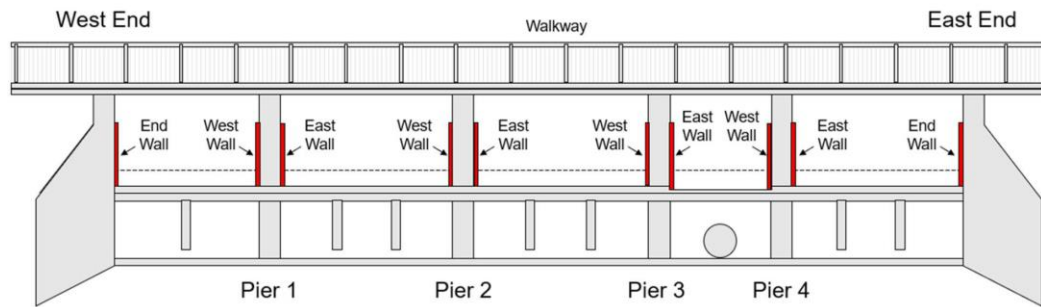 West End
Walkway
East End
End
Wall
West
Wall
East
Wall
West
Wall
East
Wall
West
Wall
East
Wall
West
Wall
East
Wall
End
Wall
Pier 1
Pier 2
Pier 3
Pier 4